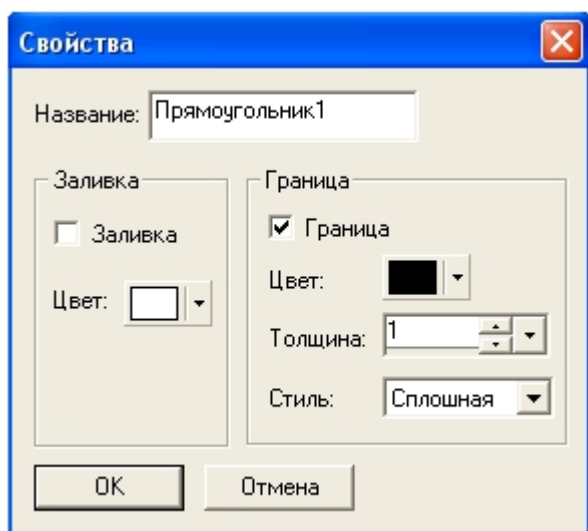 Свойства
Название: Прямоугольник1
Заливка
Заливка
Цвет:
Граница
Граница
Цвет:
Толщина: 1
Стиль: Сплошная
OK Отмена